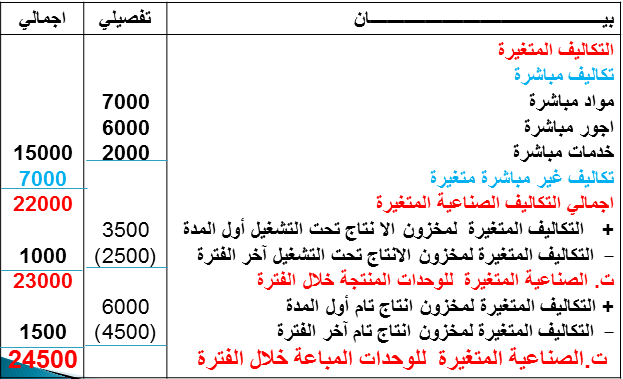 بيـــــــــــــــــــــــــــــــــان تفصيلي اجمالي
التكاليف المتغيرة
تكاليف مباشرة
مواد مباشرة 7000
اجور مباشرة 6000
خدمات مباشرة 2000 15000
تكاليف غير مباشرة متغيرة 7000
اجمالي التكاليف الصناعية المتغيرة 22000
+ التكاليف المتغيرة لمخزون الا نتاج تحت التشغيل أول المدة 3500
– التكاليف المتغيرة لمخزون الانتاج تحت التشغيل آخر الفترة (2500) 1000
ت. الصناعية المتغيرة للوحدات المنتجة خلال الفترة 23000
+ التكاليف المتغيرة لمخزون انتاج تام أول المدة 6000
– التكاليف المتغيرة لمخزون انتاج تام آخر الفترة (4500) 1500
ت.الصناعية المتغيرة للوحدات المباعة خلال الفترة 24500